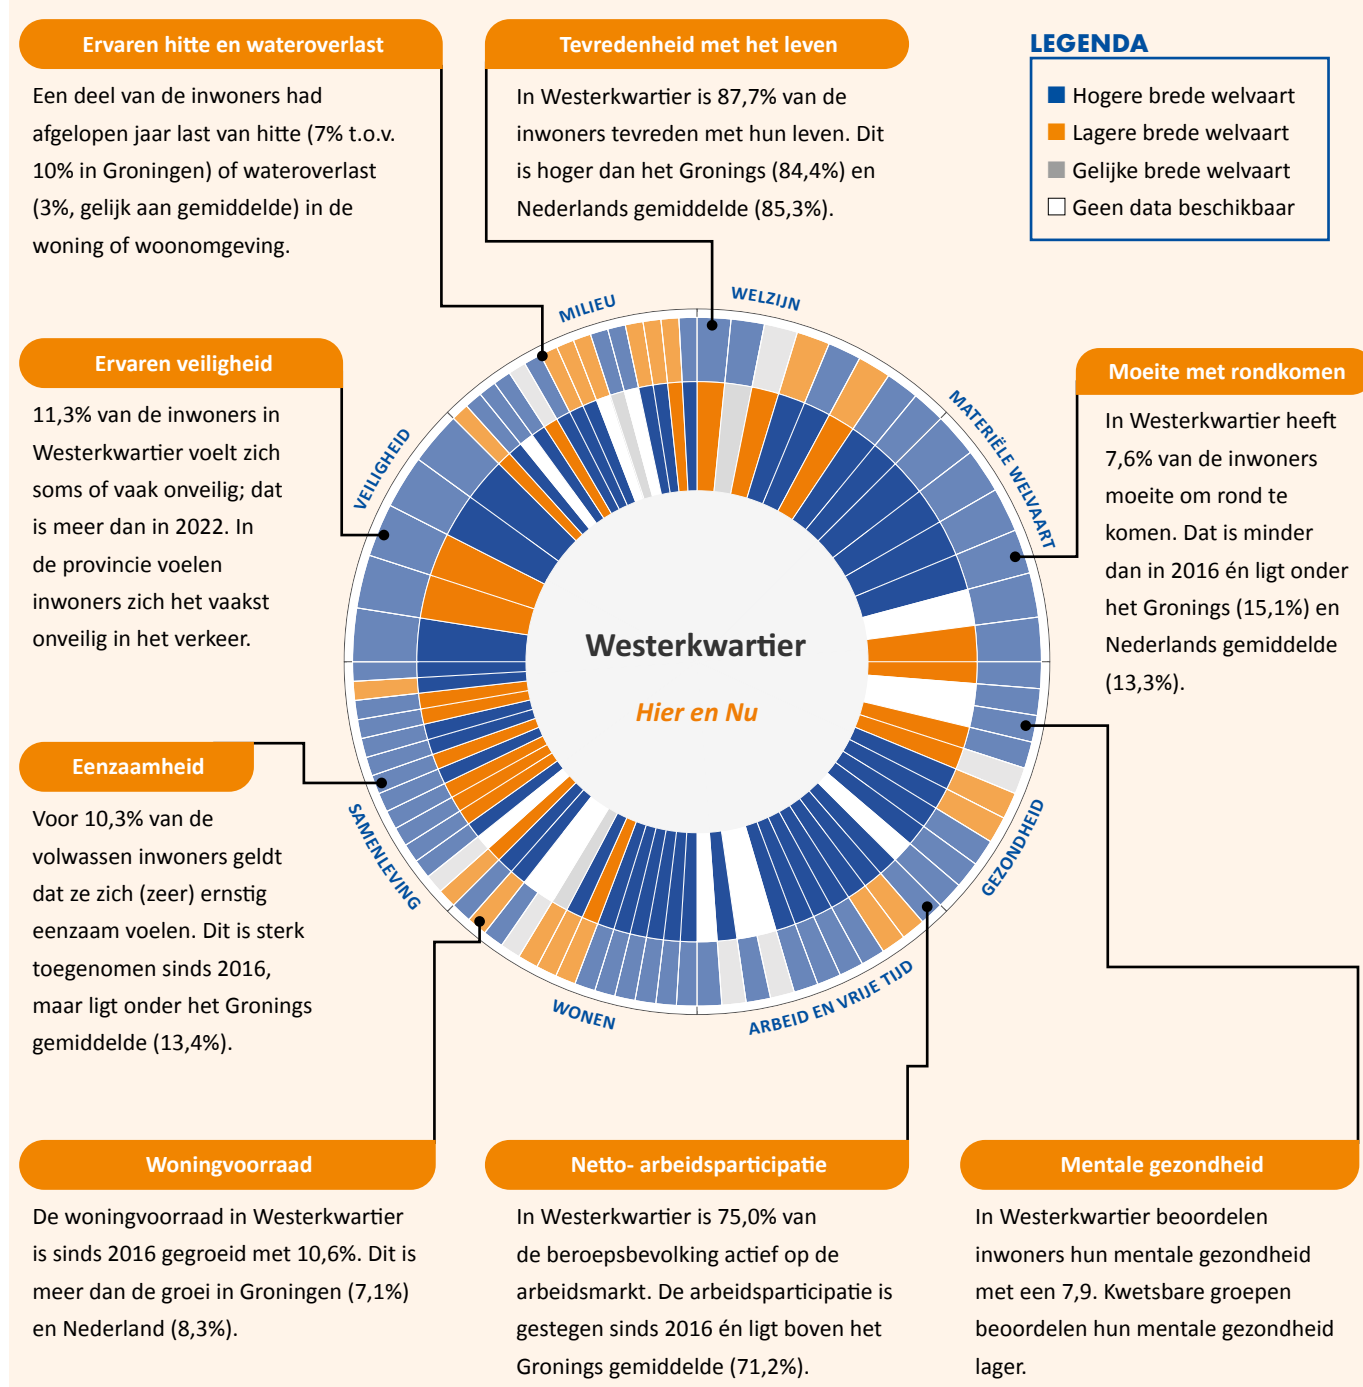 Ervaren hitte en wateroverlast
Een deel van de inwoners had
afgelopen jaar last van hitte (7% t.o.v.
10% in Groningen) of wateroverlast
(3%, gelijk aan gemiddelde) in de
woning of woonomgeving.
Tevredenheid met het leven
In Westerkwartier is 87,7% van de
inwoners tevreden met hun leven. Dit
is hoger dan het Gronings (84,4%) en
Nederlands gemiddelde (85,3%).
LEGENDA
Hogere brede welvaart
Lagere brede welvaart
Gelijke brede welvaart
Geen data beschikbaar
Ervaren veiligheid
11,3% van de inwoners in
Westerkwartier voelt zich
soms of vaak onveilig; dat
is meer dan in 2022. In
de provincie voelen
inwoners zich het vaakst
onveilig in het verkeer.
MILIEU
WELZIJN
MATERIËLE WELVAART
GEZONDHEID
ARBEID EN VRIJE TIJD
WONEN
SAMENLEVING
VEILIGHEID
Westerkwartier
Hier en Nu
Moeite met rondkomen
In Westerkwartier heeft
7,6% van de inwoners
moeite om rond te
komen. Dat is minder
dan in 2016 én ligt onder
het Gronings (15,1%) en
Nederlands gemiddelde
(13,3%).
Eenzaamheid
Voor 10,3% van de
volwassen inwoners geldt
dat ze zich (zeer) ernstig
eenzaam voelen. Dit is sterk
toegenomen sinds 2016,
maar ligt onder het Gronings
gemiddelde (13,4%).
Woningvoorraad
De woningvoorraad in Westerkwartier
is sinds 2016 gegroeid met 10,6%. Dit is
meer dan de groei in Groningen (7,1%)
en Nederland (8,3%).
Netto- arbeidsparticipatie
In Westerkwartier is 75,0% van
de beroepsbevolking actief op de
arbeidsmarkt. De arbeidsparticipatie is
gestegen sinds 2016 én ligt boven het
Gronings gemiddelde (71,2%).
Mentale gezondheid
In Westerkwartier beoordelen
inwoners hun mentale gezondheid
met een 7,9. Kwetsbare groepen
beoordelen hun mentale gezondheid
lager.